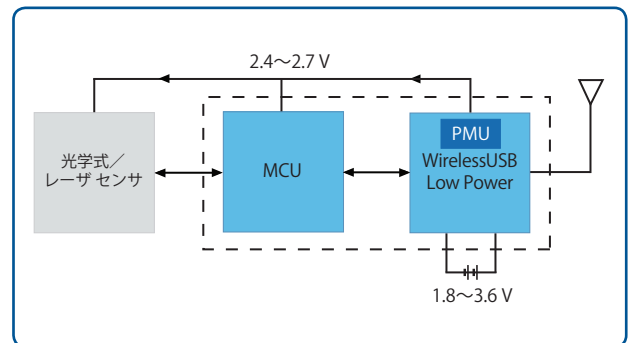 2.4～2.7 V
光学式／
レーザ センサ
MCU
PMU
WirelessUSB
Low Power
1.8～3.6 V